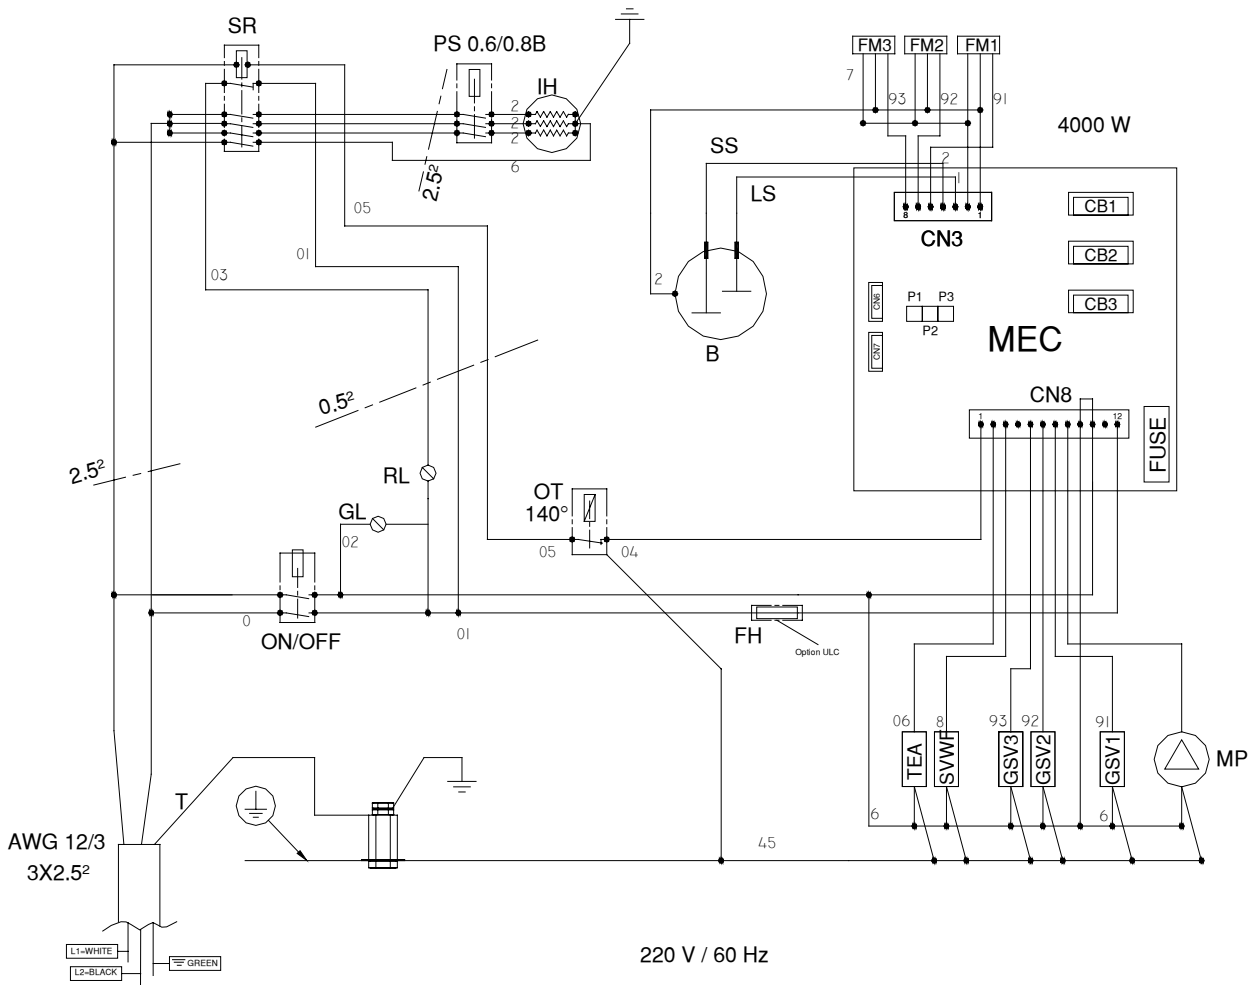 SR
PS 0.6/0.8B
IH
FM3
FM2
FM1
7
93
92
91
4000 W
2
2
2
6
2.5²
SS
LS
2
1
8
1
CN3
CB1
CB2
CB3
05
01
03
2
B
CN6
CN7
P1
P3
P2
MEC
0.5²
CN8
1
12
FUSE
2.5²
RL
GL
02
OT
140°
05
04
0
ON/OFF
01
FH
Option ULC
06
8
93
92
91
TEA
SVWF
GSV3
GSV2
GSV1
MP
T
6
6
AWG 12/3
3X2.5²
45
L1=WHITE
L2=BLACK
GREEN
220 V / 60 Hz